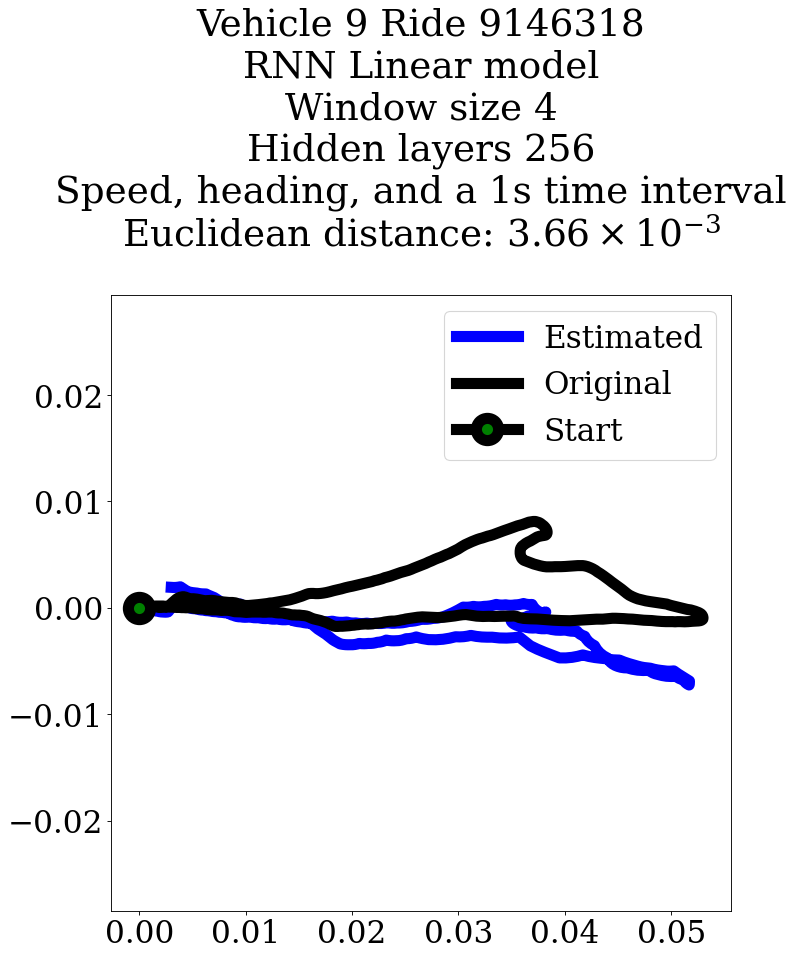 Vehicle 9 Ride 9146318
RNN Linear model
Window size 4
Hidden layers 256
Speed, heading, and a 1s time interval
Euclidean distance: 3.66 × 10⁻³
Estimated
Original
Start
0.02
0.01
0.00
−0.01
−0.02
0.00 0.01 0.02 0.03 0.04 0.05